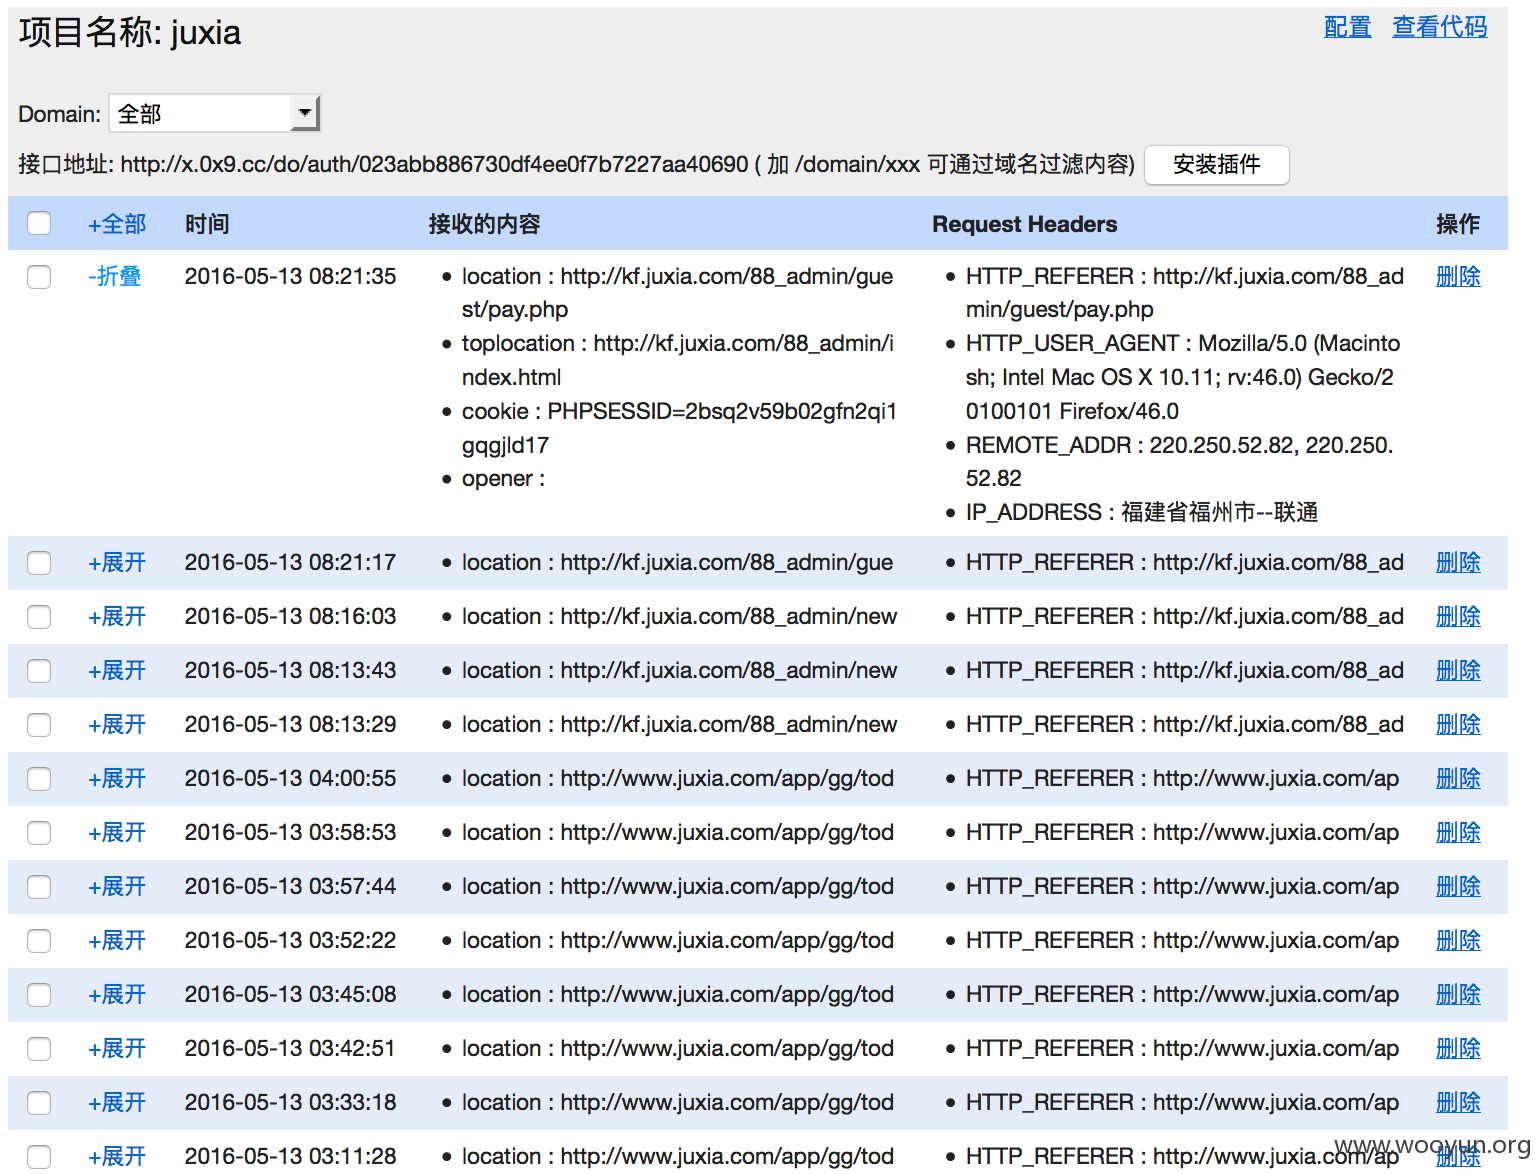 项目名称: juxia
配置 查看代码
Domain: 全部
接口地址: http://x.0x9.cc/do/auth/023abb886730df4ee0f7b7227aa40690 ( 加 /domain/xxx 可通过域名过滤内容) 安装插件
+全部 时间 接收的内容 Request Headers 操作
-折叠 2016-05-13 08:21:35 • location : http://kf.juxia.com/88_admin/gue • HTTP_REFERER : http://kf.juxia.com/88_ad 删除
st/pay.php min/guest/pay.php
• toplocation : http://kf.juxia.com/88_admin/i • HTTP_USER_AGENT : Mozilla/5.0 (Macinto
ndex.html sh; Intel Mac OS X 10.11; rv:46.0) Gecko/2
• cookie : PHPSESSID=2bsq2v59b02gfn2qi1 0100101 Firefox/46.0
gqgjld17 • REMOTE_ADDR : 220.250.52.82, 220.250.
• opener : 52.82
• IP_ADDRESS : 福建省福州市--联通
+展开 2016-05-13 08:21:17 • location : http://kf.juxia.com/88_admin/gue • HTTP_REFERER : http://kf.juxia.com/88_ad 删除
+展开 2016-05-13 08:16:03 • location : http://kf.juxia.com/88_admin/new • HTTP_REFERER : http://kf.juxia.com/88_ad 删除
+展开 2016-05-13 08:13:43 • location : http://kf.juxia.com/88_admin/new • HTTP_REFERER : http://kf.juxia.com/88_ad 删除
+展开 2016-05-13 08:13:29 • location : http://kf.juxia.com/88_admin/new • HTTP_REFERER : http://kf.juxia.com/88_ad 删除
+展开 2016-05-13 04:00:55 • location : http://www.juxia.com/app/gg/tod • HTTP_REFERER : http://www.juxia.com/ap 删除
+展开 2016-05-13 03:58:53 • location : http://www.juxia.com/app/gg/tod • HTTP_REFERER : http://www.juxia.com/ap 删除
+展开 2016-05-13 03:57:44 • location : http://www.juxia.com/app/gg/tod • HTTP_REFERER : http://www.juxia.com/ap 删除
+展开 2016-05-13 03:52:22 • location : http://www.juxia.com/app/gg/tod • HTTP_REFERER : http://www.juxia.com/ap 删除
+展开 2016-05-13 03:45:08 • location : http://www.juxia.com/app/gg/tod • HTTP_REFERER : http://www.juxia.com/ap 删除
+展开 2016-05-13 03:42:51 • location : http://www.juxia.com/app/gg/tod • HTTP_REFERER : http://www.juxia.com/ap 删除
+展开 2016-05-13 03:33:18 • location : http://www.juxia.com/app/gg/tod • HTTP_REFERER : http://www.juxia.com/ap 删除
+展开 2016-05-13 03:11:28 • location : http://www.juxia.com/app/gg/tod • HTTP_REFERER : http://www.juxia.com/ap 删除
www.wooyun.org